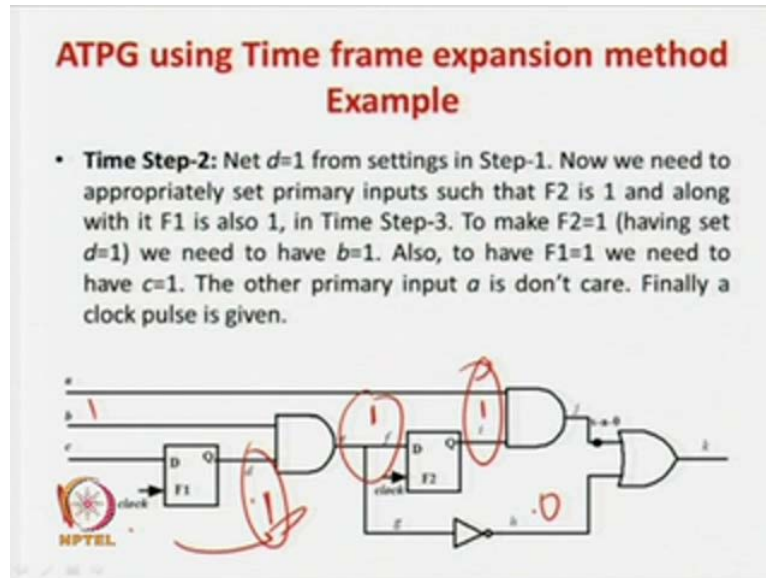 ATPG using Time frame expansion method
Example
• Time Step-2: Net d=1 from settings in Step-1. Now we need to
appropriately set primary inputs such that F2 is 1 and along
with it F1 is also 1, in Time Step-3. To make F2=1 (having set
d=1) we need to have b=1. Also, to have F1=1 we need to
have c=1. The other primary input a is don't care. Finally a
clock pulse is given.
a
b 1
c
D Q
F1
clock
d
1
1
f
D Q
F2
clock
1
i
g
h
0
j
s-a-0
k
NPTEL